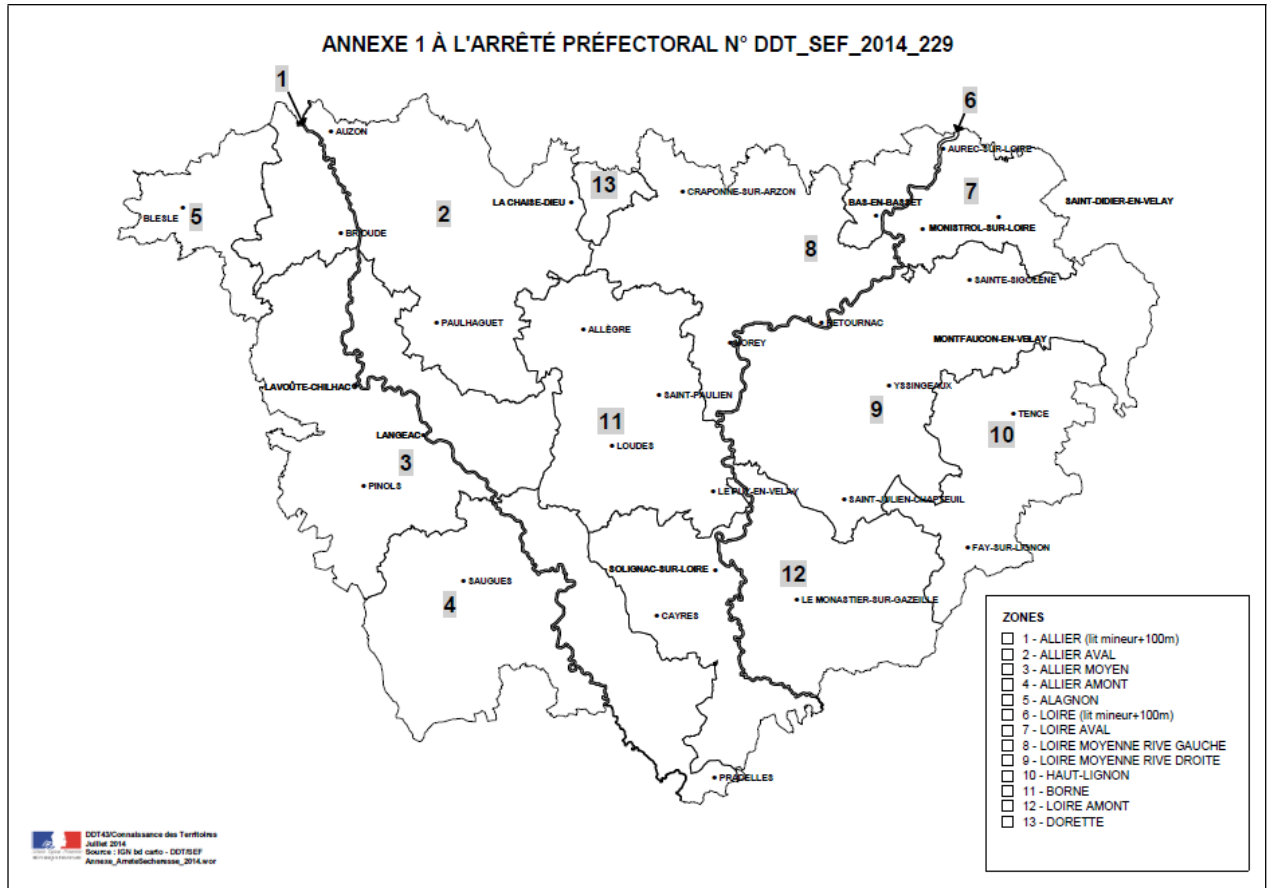 ANNEXE 1 À L'ARRÊTÉ PRÉFECTORAL N° DDT_SEF_2014_229
1
6
AUZON
AUREC-SUR-LOIRE
13
7
CRAPONNE-SUR-ARZON
LA CHAISE-DIEU
BAS-EN-BASSET
SAINT-DIDIER-EN-VELAY
BLESLE
5
2
MONISTROL-SUR-LOIRE
BRIOUDE
8
SAINTE-SIGOLÈNE
PAULHAGUET
ALLÈGRE
RETOURNAC
VOREY
MONTFAUCON-EN-VELAY
LAVOÛTE-CHILHAC
YSSINGEAUX
SAINT-PAULIEN
9
TENCE
11
10
LANGEAC
LOUDES
3
PINOLS
LE PUY-EN-VELAY
SAINT-JULIEN-CHAPTEUIL
FAY-SUR-LIGNON
SOLIGNAC-SUR-LOIRE
12
SAUGUES
4
LE MONASTIER-SUR-GAZEILLE
CAYRES
PRADELLES
ZONES
1 - ALLIER (lit mineur+100m)
2 - ALLIER AVAL
3 - ALLIER MOYEN
4 - ALLIER AMONT
5 - ALAGNON
6 - LOIRE (lit mineur+100m)
7 - LOIRE AVAL
8 - LOIRE MOYENNE RIVE GAUCHE
9 - LOIRE MOYENNE RIVE DROITE
10 - HAUT-LIGNON
11 - BORNE
12 - LOIRE AMONT
13 - DORETTE
DDT43/Connaissance des Territoires
Juillet 2014
Source : IGN bd carto - DDT/SEF
Annexe_ArreteSecheresse_2014.wor